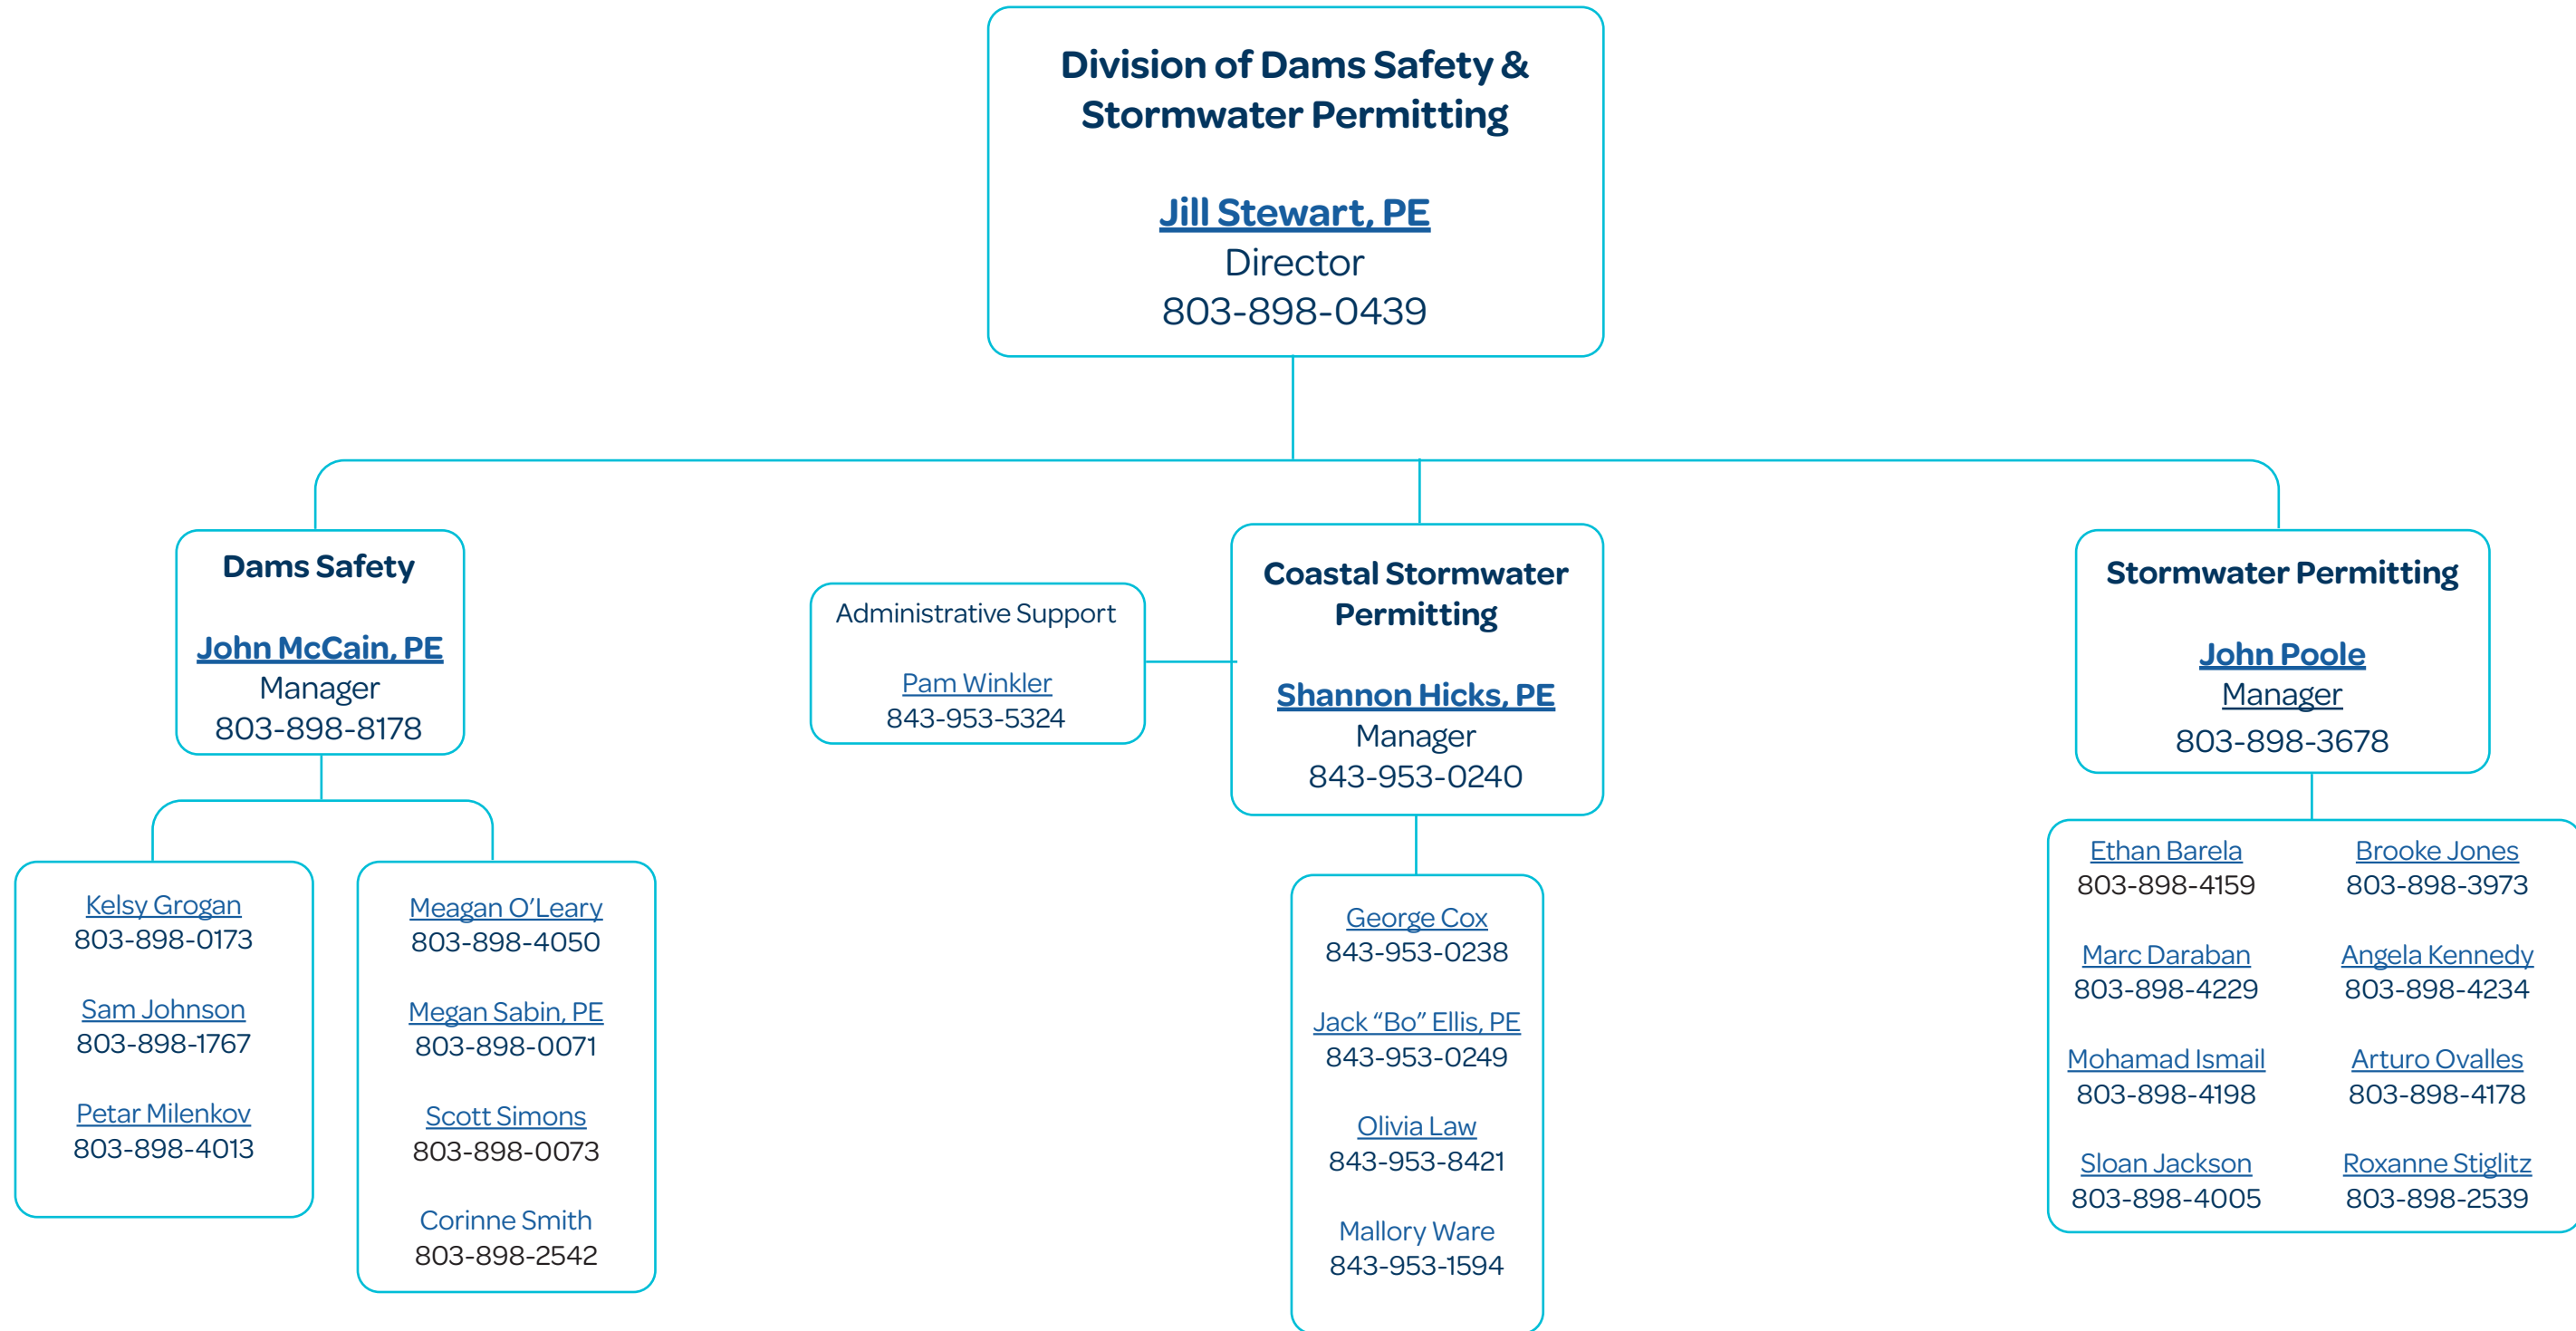 Division of Dams Safety &
Stormwater Permitting
Jill Stewart, PE
Director
803-898-0439
Dams Safety
John McCain, PE
Manager
803-898-8178
Kelsy Grogan
803-898-0173
Sam Johnson
803-898-1767
Petar Milenkov
803-898-4013
Meagan O’Leary
803-898-4050
Megan Sabin, PE
803-898-0071
Scott Simons
803-898-0073
Corinne Smith
803-898-2542
Administrative Support
Pam Winkler
843-953-5324
Coastal Stormwater
Permitting
Shannon Hicks, PE
Manager
843-953-0240
George Cox
843-953-0238
Jack “Bo” Ellis, PE
843-953-0249
Olivia Law
843-953-8421
Mallory Ware
843-953-1594
Stormwater Permitting
John Poole
Manager
803-898-3678
Ethan Barela
803-898-4159
Marc Daraban
803-898-4229
Mohamad Ismail
803-898-4198
Sloan Jackson
803-898-4005
Brooke Jones
803-898-3973
Angela Kennedy
803-898-4234
Arturo Ovalles
803-898-4178
Roxanne Stiglitz
803-898-2539